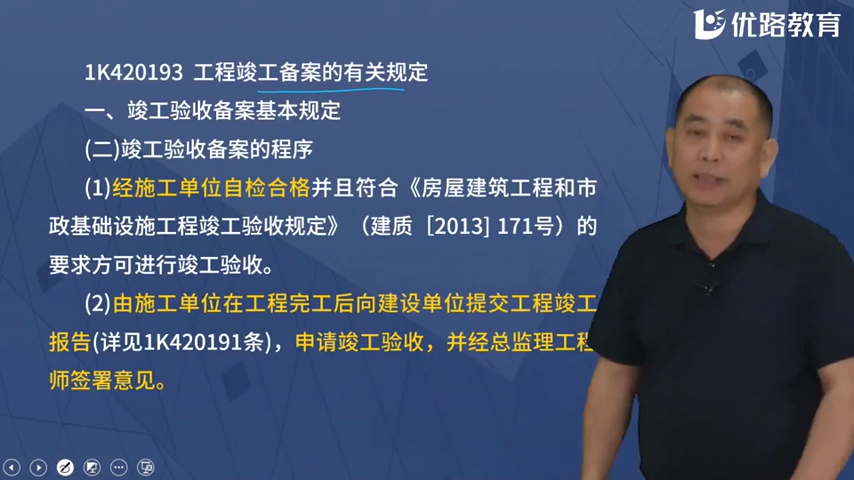 优路教育
1K420193 工程竣工备案的有关规定
一、竣工验收备案基本规定
(二)竣工验收备案的程序
(1)经施工单位自检合格并且符合《房屋建筑工程和市
政基础设施工程竣工验收规定》（建质［2013] 171号）的
要求方可进行竣工验收。
(2)由施工单位在工程完工后向建设单位提交工程竣工
报告(详见1K420191条)，申请竣工验收，并经总监理工程
师签署意见。